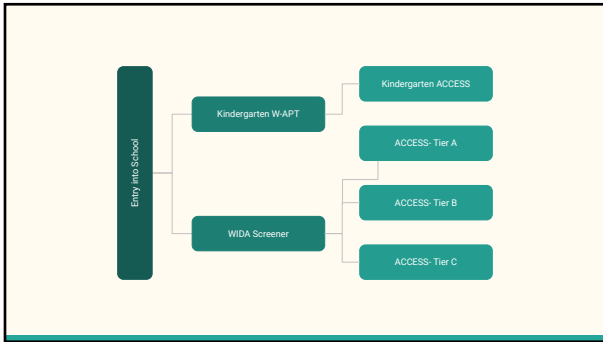 Entry into School
Kindergarten W-APT
WIDA Screener
Kindergarten ACCESS
ACCESS- Tier A
ACCESS- Tier B
ACCESS- Tier C